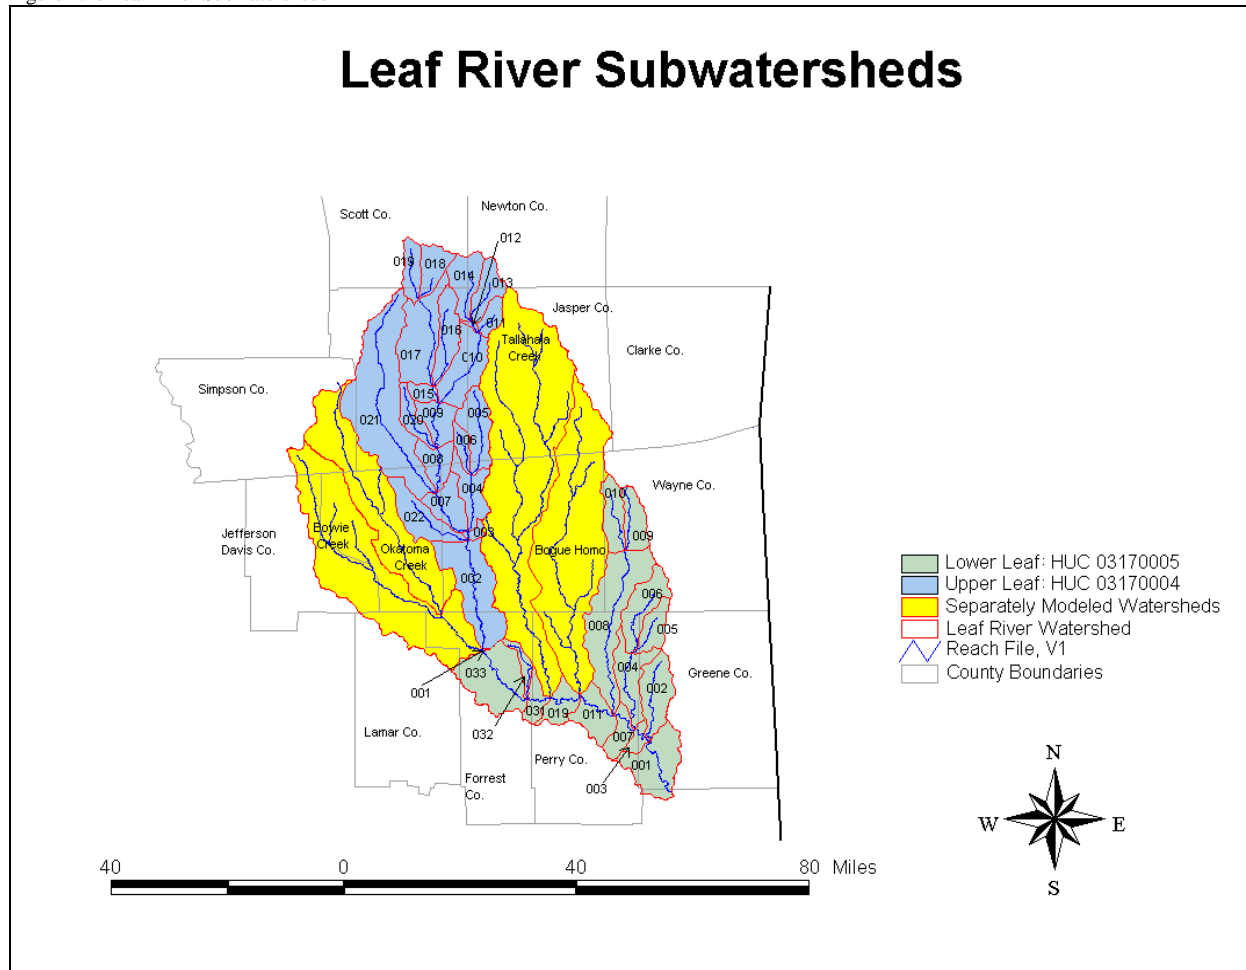 Leaf River Subwatersheds
Scott Co.
Newton Co.
012
019
018
014
013
Jasper Co.
016
011
Tallahala
Creek
017
010
Clarke Co.
Simpson Co.
015
021
020
009
005
006
008
004
Wayne Co.
010
007
022
003
Jefferson
Davis Co.
Bowie
Creek
Okatoma
Creek
Bogue Homo
009
002
006
008
005
004
033
002
Greene Co.
001
032
031
019
011
Lamar Co.
007
Perry Co.
001
Forrest
Co.
003
Lower Leaf: HUC 03170005
Upper Leaf: HUC 03170004
Separately Modeled Watersheds
Leaf River Watershed
Reach File, V1
County Boundaries
N
W
E
S
40
0
40
80
Miles